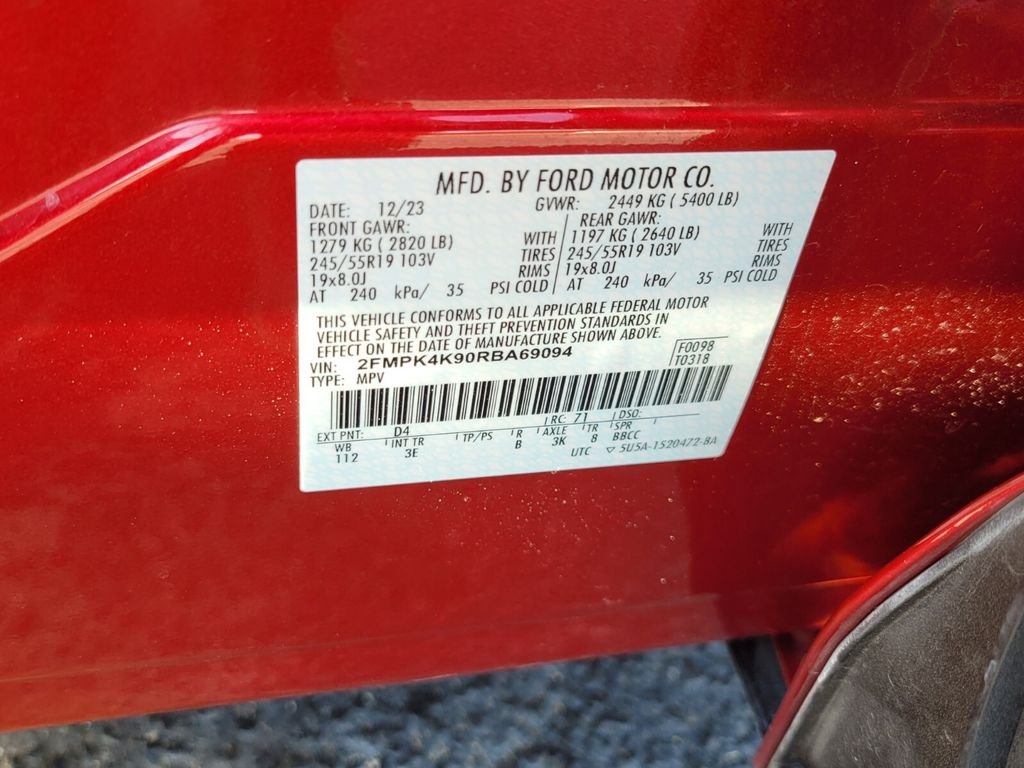 MFD. BY FORD MOTOR CO.
DATE: 12/23 GVWR: 2449 KG ( 5400 LB)
FRONT GAWR: REAR GAWR:
1279 KG ( 2820 LB) WITH 1197 KG ( 2640 LB) WITH
245/55R19 103V TIRES 245/55R19 103V TIRES
19x8.0J RIMS 19x8.0J RIMS
AT 240 kPa/ 35 PSI COLD AT 240 kPa/ 35 PSI COLD
THIS VEHICLE CONFORMS TO ALL APPLICABLE FEDERAL MOTOR
VEHICLE SAFETY AND THEFT PREVENTION STANDARDS IN
EFFECT ON THE DATE OF MANUFACTURE SHOWN ABOVE.
VIN: 2FMPK4K90RBA69094 F0098
TYPE: MPV T0318
EXT PNT: D4 RC: 71 DSO:
WB INT TR TP/PS R AXLE TR SPR
112 3E B 3K 8 BBCC
UTC ▽ 5U5A-1520472-BA